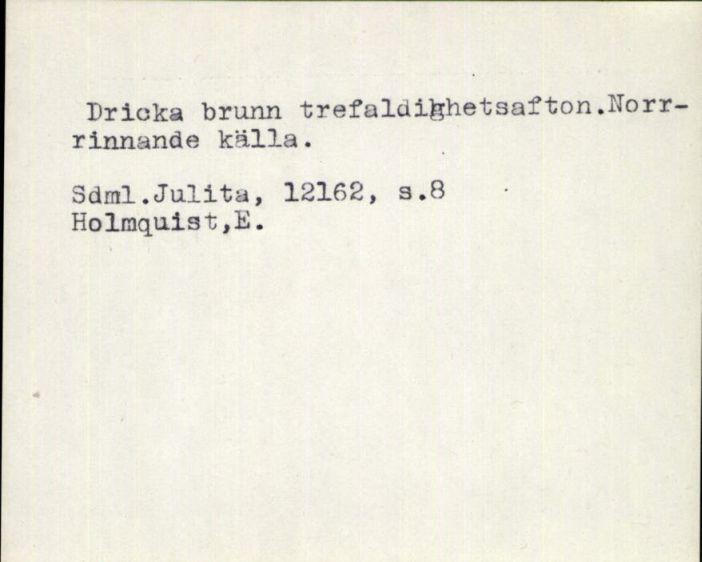 Dricka brunn trefaldighetsafton.Norr-
rinnande källa.
Sdml.Julita, 12162, s.8
Holmquist,E.